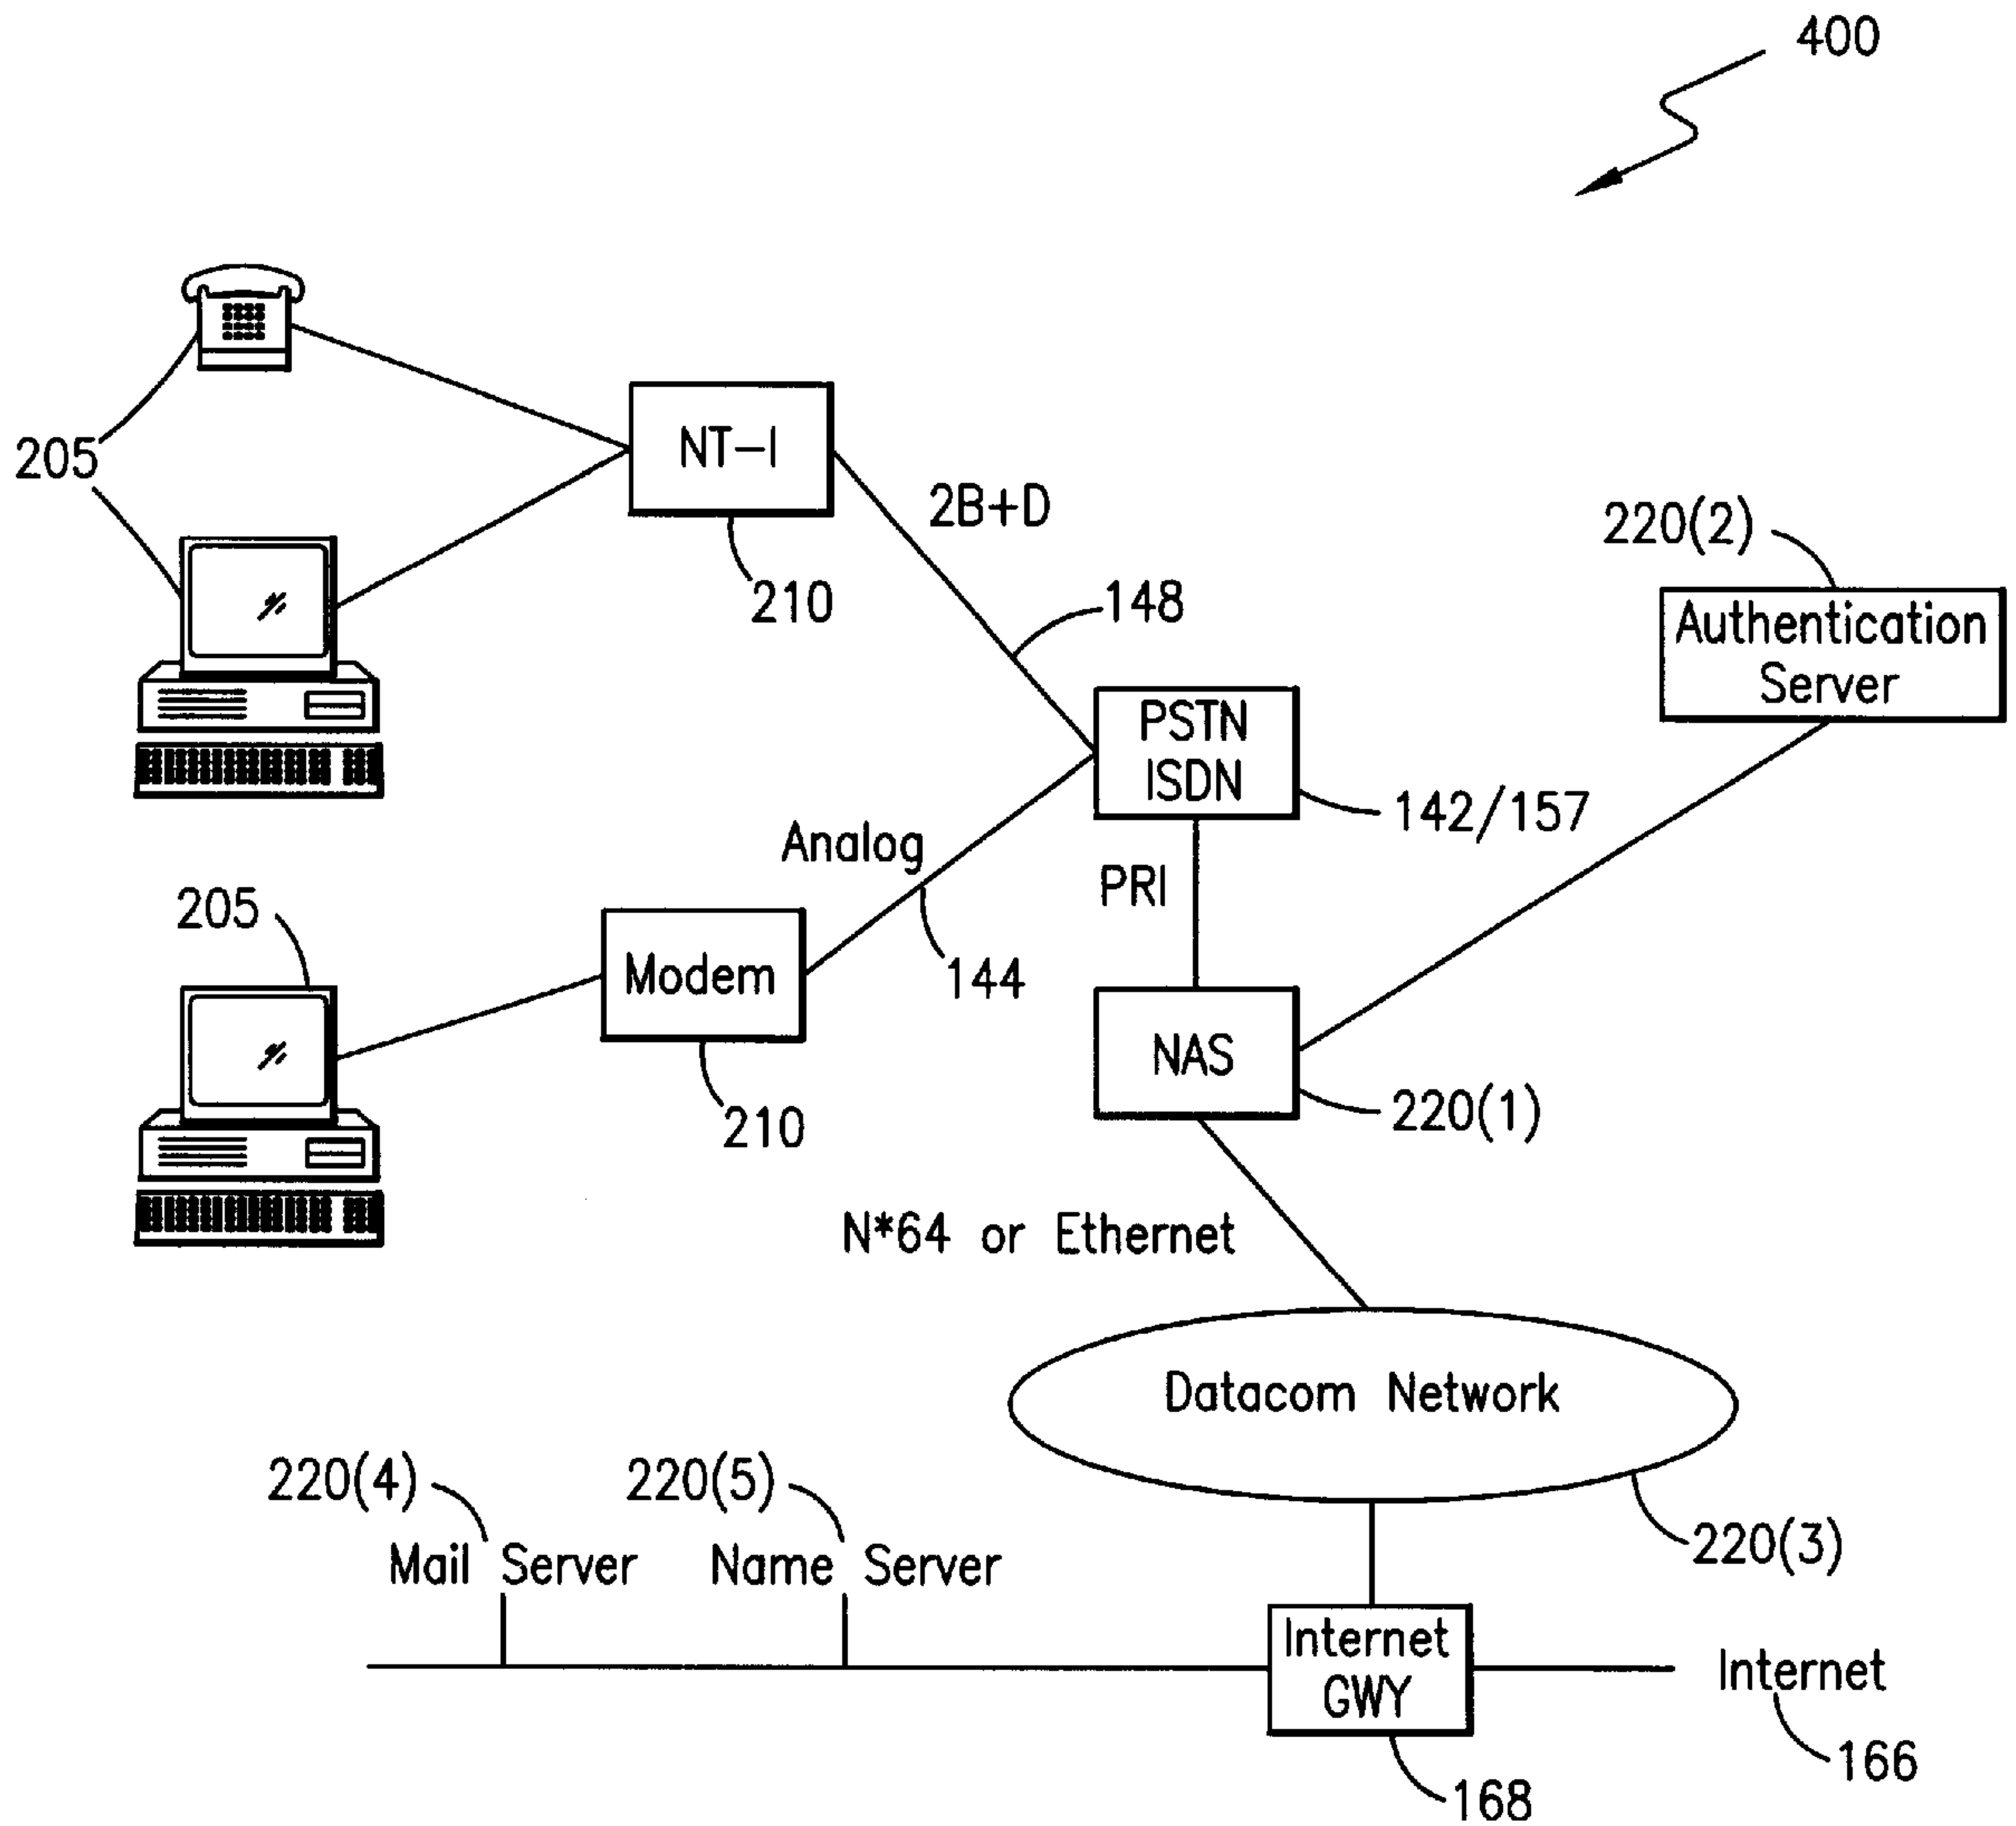 400
205
NT-I
2B+D
210
148
220(2)
Authentication
Server
PSTN
ISDN
142/157
Analog
PRI
205
Modem
144
210
NAS
220(1)
N*64 or Ethernet
Datacom Network
220(4)
220(5)
220(3)
Mail Server
Name Server
Internet
GWY
Internet
166
168